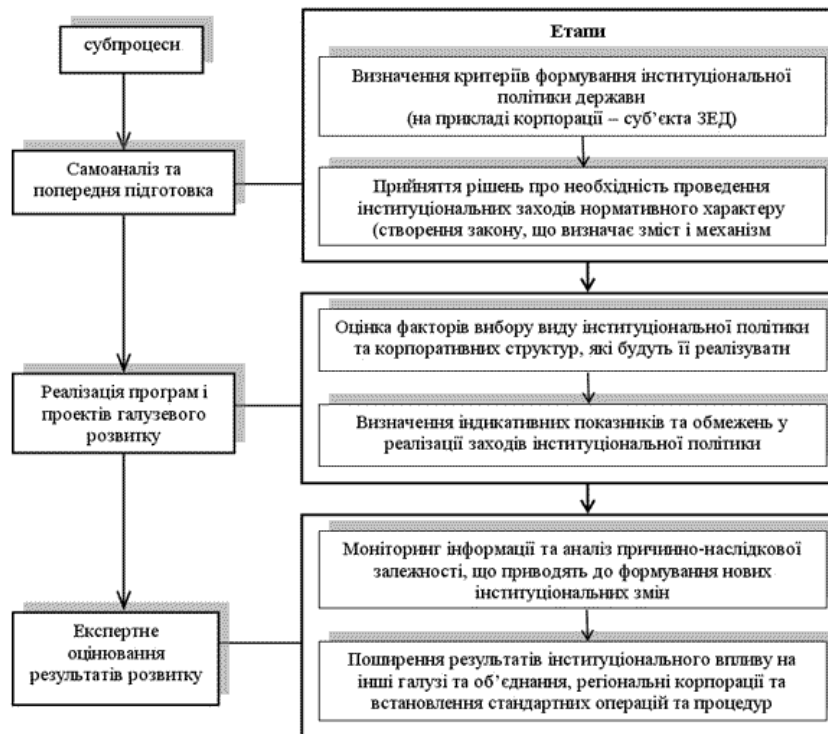 субпроцеси
Етапи
Визначення критеріїв формування інституціональної
політики держави
(на прикладі корпорації – суб’єкта ЗЕД)
Самоаналіз та
попередня підготовка
Прийняття рішень про необхідність проведення
інституціональних заходів нормативного характеру
(створення закону, що визначає зміст і механізм
Оцінка факторів вибору виду інституціональної політики
та корпоративних структур, які будуть її реалізувати
Реалізація програм і
проектів галузевого
розвитку
Визначення індикативних показників та обмежень у
реалізації заходів інституціональної політики
Моніторинг інформації та аналіз причинно-наслідкової
залежності, що приводять до формування нових
інституціональних змін
Експертне
оцінювання
результатів розвитку
Поширення результатів інституціонального впливу на
інші галузі та об’єднання, регіональні корпорації та
встановлення стандартних операцій та процедур